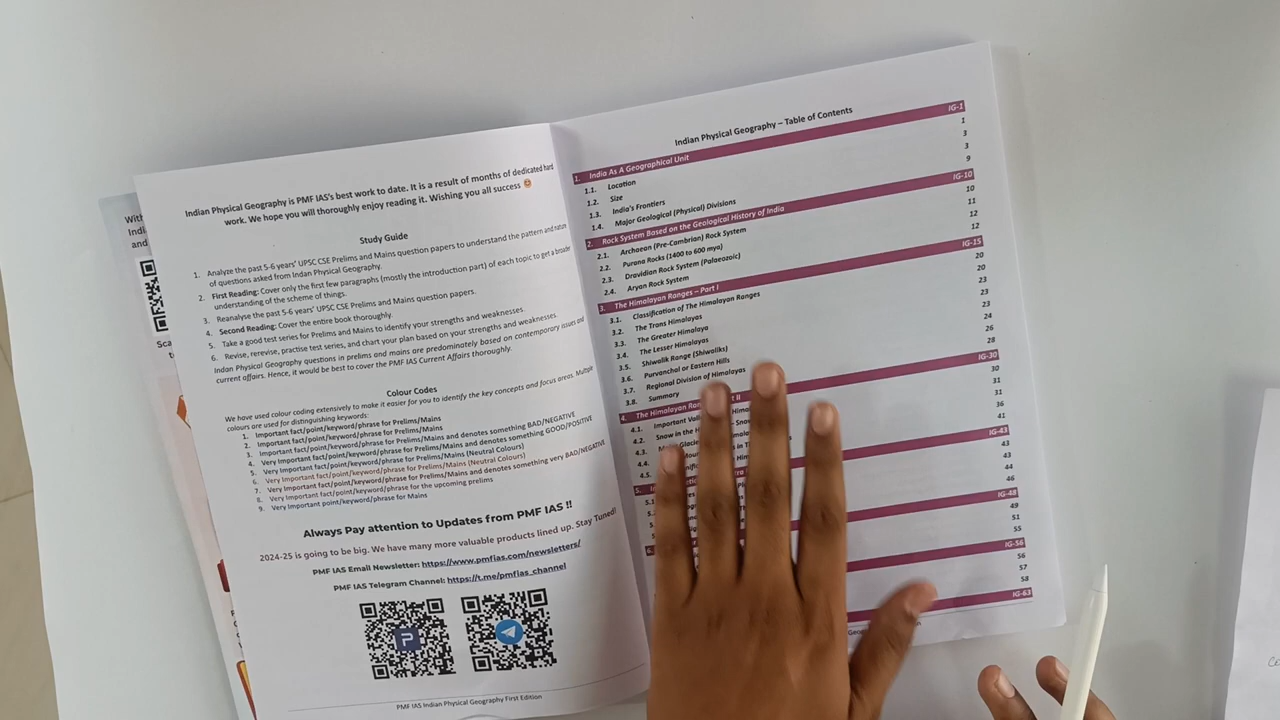 Indian Physical Geography is PMF IAS's best work to date. It is a result of months of dedicated hard
work. We hope you will thoroughly enjoy reading it. Wishing you all success 😊
Study Guide
1. Analyze the past 5-6 years' UPSC CSE Prelims and Mains question papers to understand the pattern and nature
of questions asked from Indan Physical Geography.
2. First Reading: Cover only the first few paragraphs (mostly the introduction part) of each topic to get a broader
understanding of the scheme of things.
3. Reanalyse the past 5-6 years' UPSC CSE Prelims and Mains question papers.
4. Second Reading: Cover the entire book thoroughly.
5. Take a good test series for Prelims and Mains to identify your strengths and weaknesses.
6. Revise, rerevise, practise test series, and chart your plan based on your strengths and weaknesses.
Indan Physical Geography questions in prelims and mains are predominately based on contemporary issues and
current affairs. Hence, it would be best to cover the PMF IAS Current Affairs thoroughly.
Colour Codes
We have used colour coding extensively to make it easier for you to identify the key concepts and focus areas. Multiple
colours are used for distinguishing keywords:
1. Important fact/point/keyword/phrase for Prelims/Mains
2. Important fact/point/keyword/phrase for Prelims/Mains
3. Important fact/point/keyword/phrase for Prelims/Mains and denotes something BAD/NEGATIVE
4. Very Important fact/point/keyword/phrase for Prelims/Mains and denotes something GOOD/POSITIVE
5. Very Important fact/point/keyword/phrase for Prelims/Mains (Neutral Colours)
6. Very Important fact/point/keyword/phrase for Prelims/Mains (Neutral Colours)
7. Very Important fact/point/keyword/phrase for Prelims/Mains and denotes something very BAD/NEGATIVE
8. Very Important fact/point/keyword/phrase for the upcoming prelims
9. Very Important point/keyword/phrase for Mains
Always Pay attention to Updates from PMF IAS !!
2024-25 is going to be big. We have many more valuable products lined up. Stay Tuned!
PMF IAS Email Newsletter: https://www.pmfias.com/newsletters/
PMF IAS Telegram Channel: https://t.me/pmfias_channel
PMF IAS Indian Physical Geography First Edition
Indian Physical Geography – Table of Contents
1. India As A Geographical Unit IG-1
1.1. Location 1
1.2. Size 3
1.3. India's Frontiers 3
1.4. Major Geological (Physical) Divisions 9
2. Rock System Based on the Geological History of India IG-10
2.1. Archaean (Pre-Cambrian) Rock System 10
2.2. Purana Rocks (1400 to 600 mya) 11
2.3. Dravidian Rock System (Palaeozoic) 12
2.4. Aryan Rock System 12
3. The Himalayan Ranges – Part I IG-15
3.1. Classification of The Himalayan Ranges 20
3.2. The Trans Himalayas 20
3.3. The Greater Himalaya 23
3.4. The Lesser Himalaya 23
3.5. Shiwalik Range (Shiwaliks) 23
3.6. Purvanchal or Eastern Hills 24
3.7. Regional Division of Himalayas 26
3.8. Summary 28
4. The Himalayan II IG-30
4.1. Important 30
4.2. Snow in the 31
4.3. 31
4.4. 36
4.5. 41
5. IG-43
43
43
44
46
IG-48
49
51
55
IG-56
56
57
58
IG-63